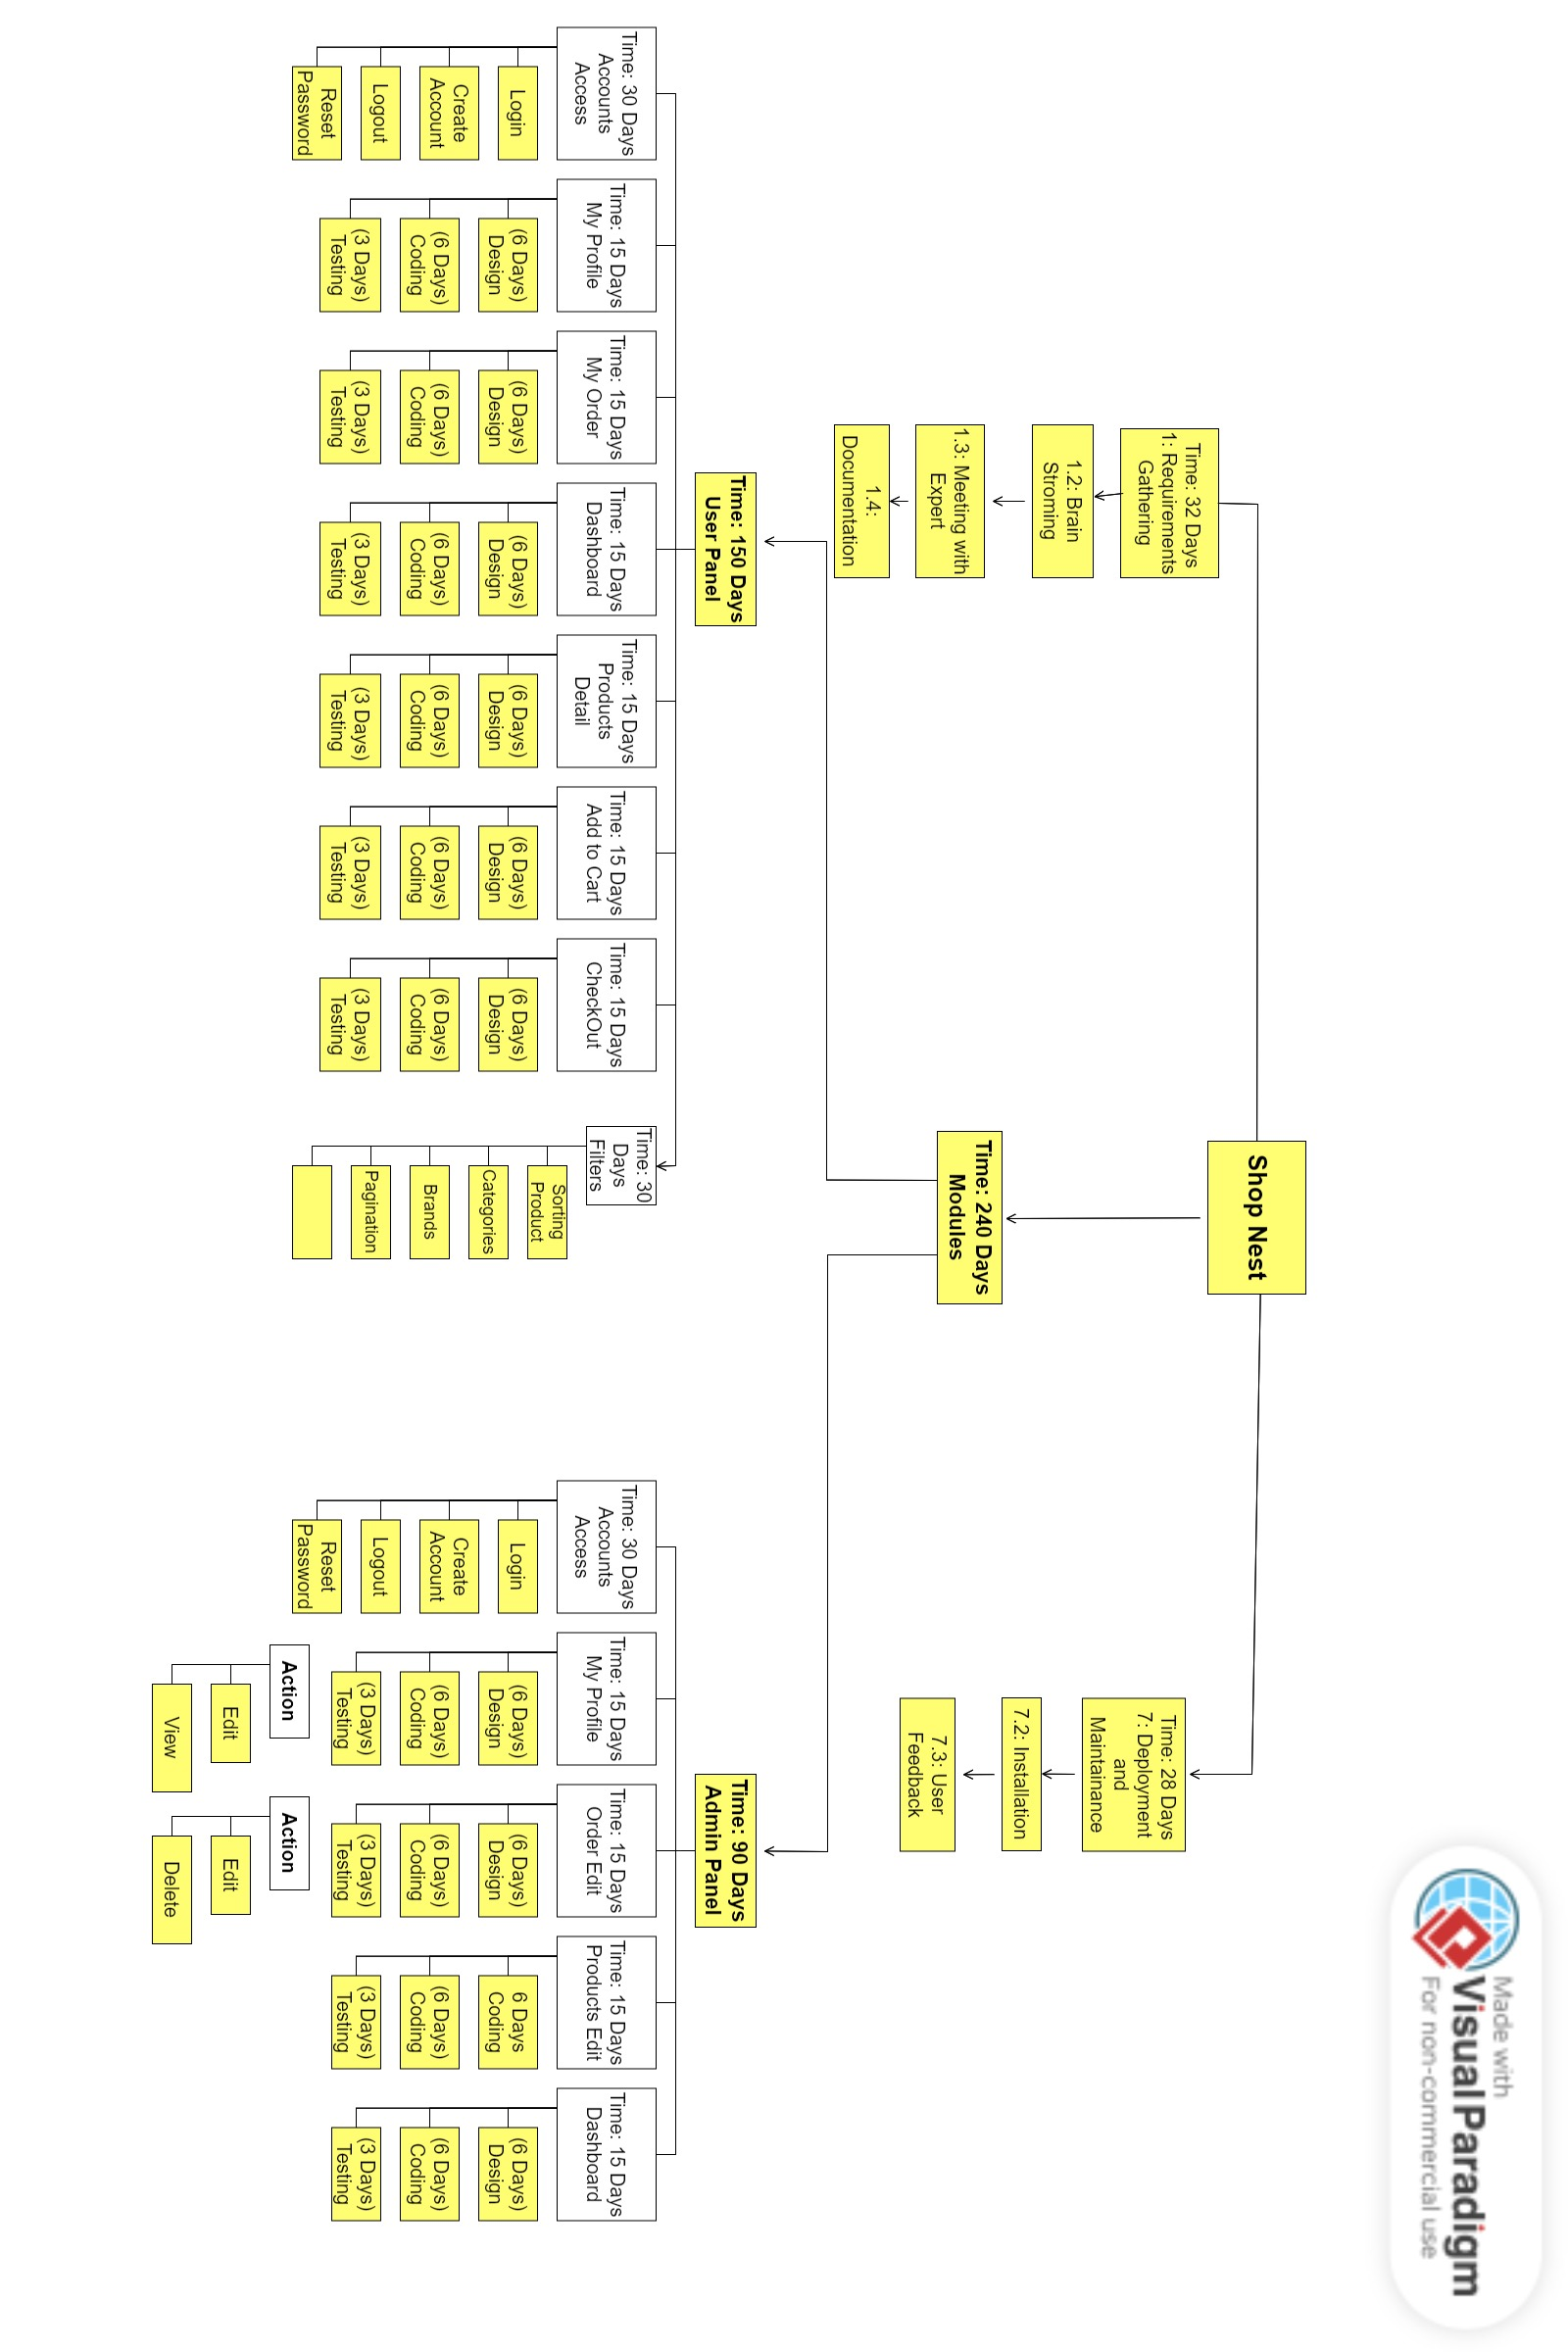 Made with
Visual Paradigm
For non-commercial use
Shop Nest
Time: 32 Days
1: Requirements
Gathering
1.2: Brain
Stroming
1.3: Meeting with
Expert
1.4:
Documentation
Time: 240 Days
Modules
Time: 28 Days
7: Deployment
and
Maintainance
7.2: Installation
7.3: User
Feedback
Time: 150 Days
User Panel
Time: 30 Days
Accounts
Access
Login
Create
Account
Logout
Reset
Password
Time: 15 Days
My Profile
(6 Days)
Design
(6 Days)
Coding
(3 Days)
Testing
Time: 15 Days
My Order
(6 Days)
Design
(6 Days)
Coding
(3 Days)
Testing
Time: 15 Days
Dashboard
(6 Days)
Design
(6 Days)
Coding
(3 Days)
Testing
Time: 15 Days
Products
Detail
(6 Days)
Design
(6 Days)
Coding
(3 Days)
Testing
Time: 15 Days
Add to Cart
(6 Days)
Design
(6 Days)
Coding
(3 Days)
Testing
Time: 15 Days
CheckOut
(6 Days)
Design
(6 Days)
Coding
(3 Days)
Testing
Time: 30
Days
Filters
Sorting
Product
Categories
Brands
Pagination
Time: 90 Days
Admin Panel
Time: 30 Days
Accounts
Access
Login
Create
Account
Logout
Reset
Password
Time: 15 Days
My Profile
(6 Days)
Design
(6 Days)
Coding
(3 Days)
Testing
Action
Edit
View
Time: 15 Days
Order Edit
(6 Days)
Design
(6 Days)
Coding
(3 Days)
Testing
Action
Edit
Delete
Time: 15 Days
Products Edit
6 Days
Coding
(6 Days)
Coding
(3 Days)
Testing
Time: 15 Days
Dashboard
(6 Days)
Design
(6 Days)
Coding
(3 Days)
Testing